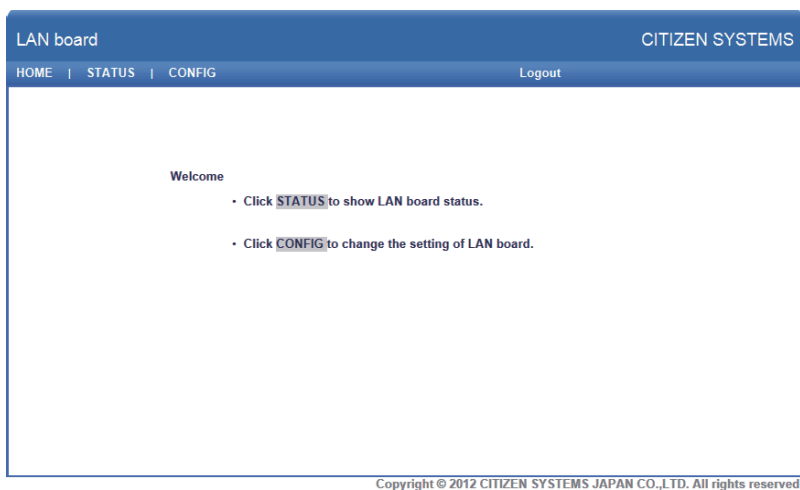 LAN board
CITIZEN SYSTEMS
HOME | STATUS | CONFIG
Logout
Welcome
• Click STATUS to show LAN board status.
• Click CONFIG to change the setting of LAN board.
Copyright © 2012 CITIZEN SYSTEMS JAPAN CO.,LTD. All rights reserved